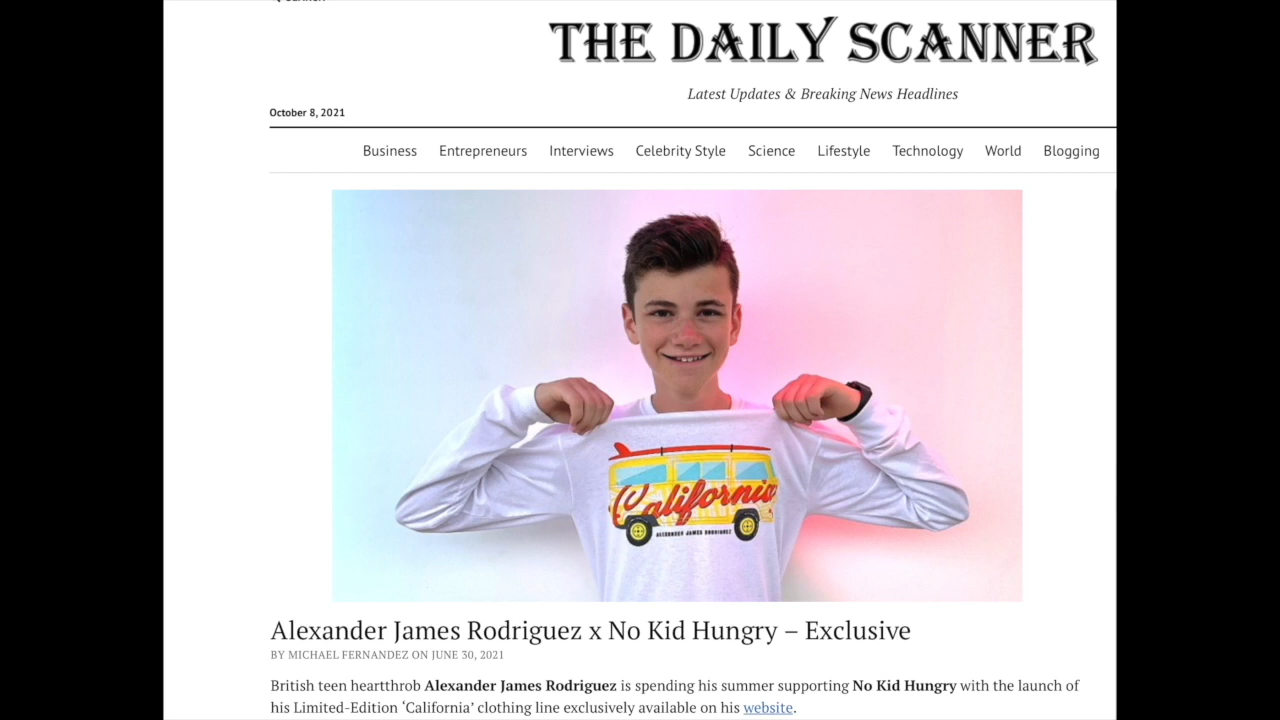 THE DAILY SCANNER
Latest Updates & Breaking News Headlines
October 8, 2021
Business Entrepreneurs Interviews Celebrity Style Science Lifestyle Technology World Blogging
California
ALEXANDER JAMES RODRIGUEZ
Alexander James Rodriguez x No Kid Hungry – Exclusive
BY MICHAEL FERNANDEZ ON JUNE 30, 2021
British teen heartthrob Alexander James Rodriguez is spending his summer supporting No Kid Hungry with the launch of
his Limited-Edition ‘California’ clothing line exclusively available on his website.